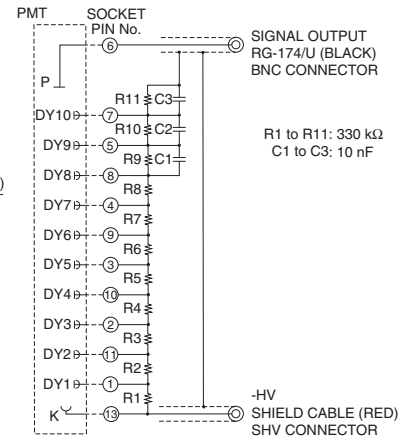 PMT
SOCKET
PIN No.
6
SIGNAL OUTPUT
RG-174/U (BLACK)
BNC CONNECTOR
P
R11 C3
DY10 7
R10 C2
DY9 5
R9 C1
DY8 8
R8
)
DY7 4
R7
DY6 9
R6
DY5 3
R5
DY4 10
R4
DY3 2
R3
DY2 11
R2
DY1 1
R1
K 13
R1 to R11: 330 kΩ
C1 to C3: 10 nF
-HV
SHIELD CABLE (RED)
SHV CONNECTOR